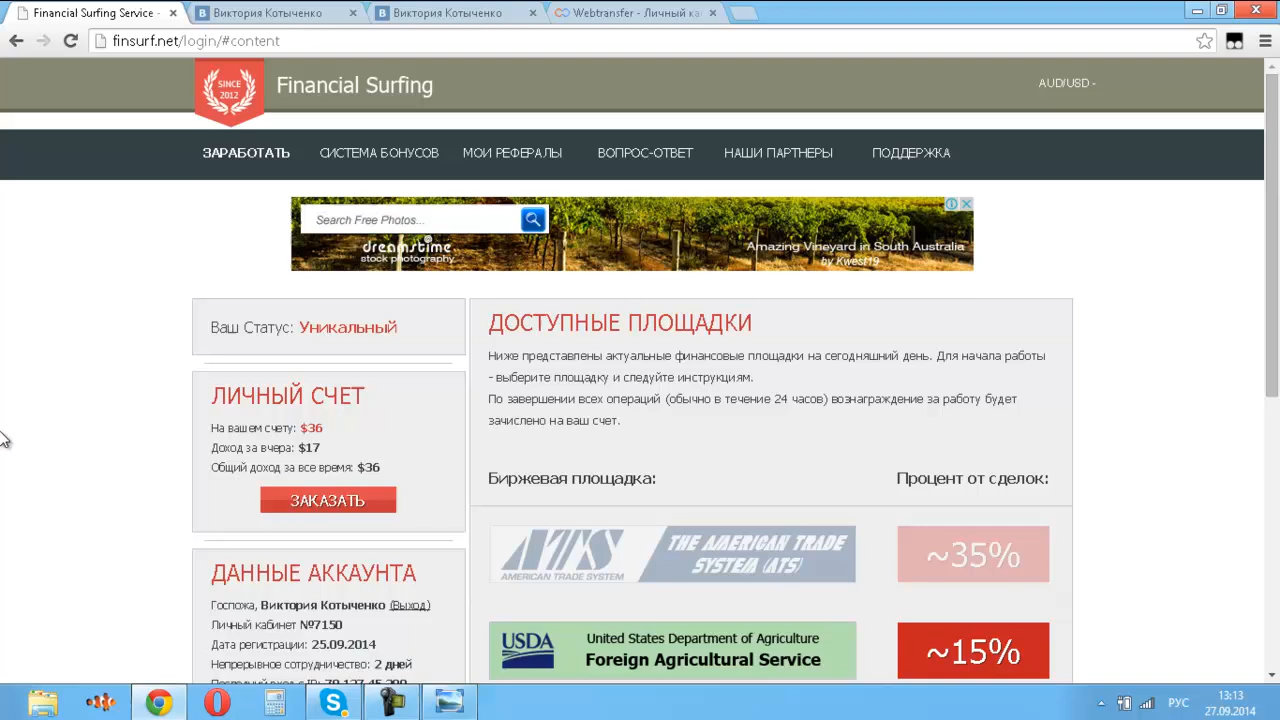 Financial Surfing Service -
Виктория Котыченко
Виктория Котыченко
Webtransfer - Личный ка
finsurf.net/login/#content
SINCE
2012
Financial Surfing
AUD/USD -
ЗАРАБОТАТЬ
СИСТЕМА БОНУСОВ
МОИ РЕФЕРАЛЫ
ВОПРОС-ОТВЕТ
НАШИ ПАРТНЕРЫ
ПОДДЕРЖКА
Search Free Photos...
dreamstime
stock photography
Amazing Vineyard in South Australia
by Kwest19
Ваш Статус: Уникальный
ЛИЧНЫЙ СЧЕТ
На вашем счету: $36
Доход за вчера: $17
Общий доход за все время: $36
ЗАКАЗАТЬ
ДАННЫЕ АККАУНТА
Госпожа, Виктория Котыченко (Выход)
Личный кабинет №7150
Дата регистрации: 25.09.2014
Непрерывное сотрудничество: 2 дней
ДОСТУПНЫЕ ПЛОЩАДКИ
Ниже представлены актуальные финансовые площадки на сегодняшний день. Для начала работы
- выберите площадку и следуйте инструкциям.
По завершении всех операций (обычно в течение 24 часов) вознаграждение за работу будет
зачислено на ваш счет.
Биржевая площадка:
Процент от сделок:
ATS
AMERICAN TRADE SYSTEM
THE AMERICAN TRADE
SYSTEM (ATS)
~35%
USDA
United States Department of Agriculture
Foreign Agricultural Service
~15%
РУС
13:13
27.09.2014